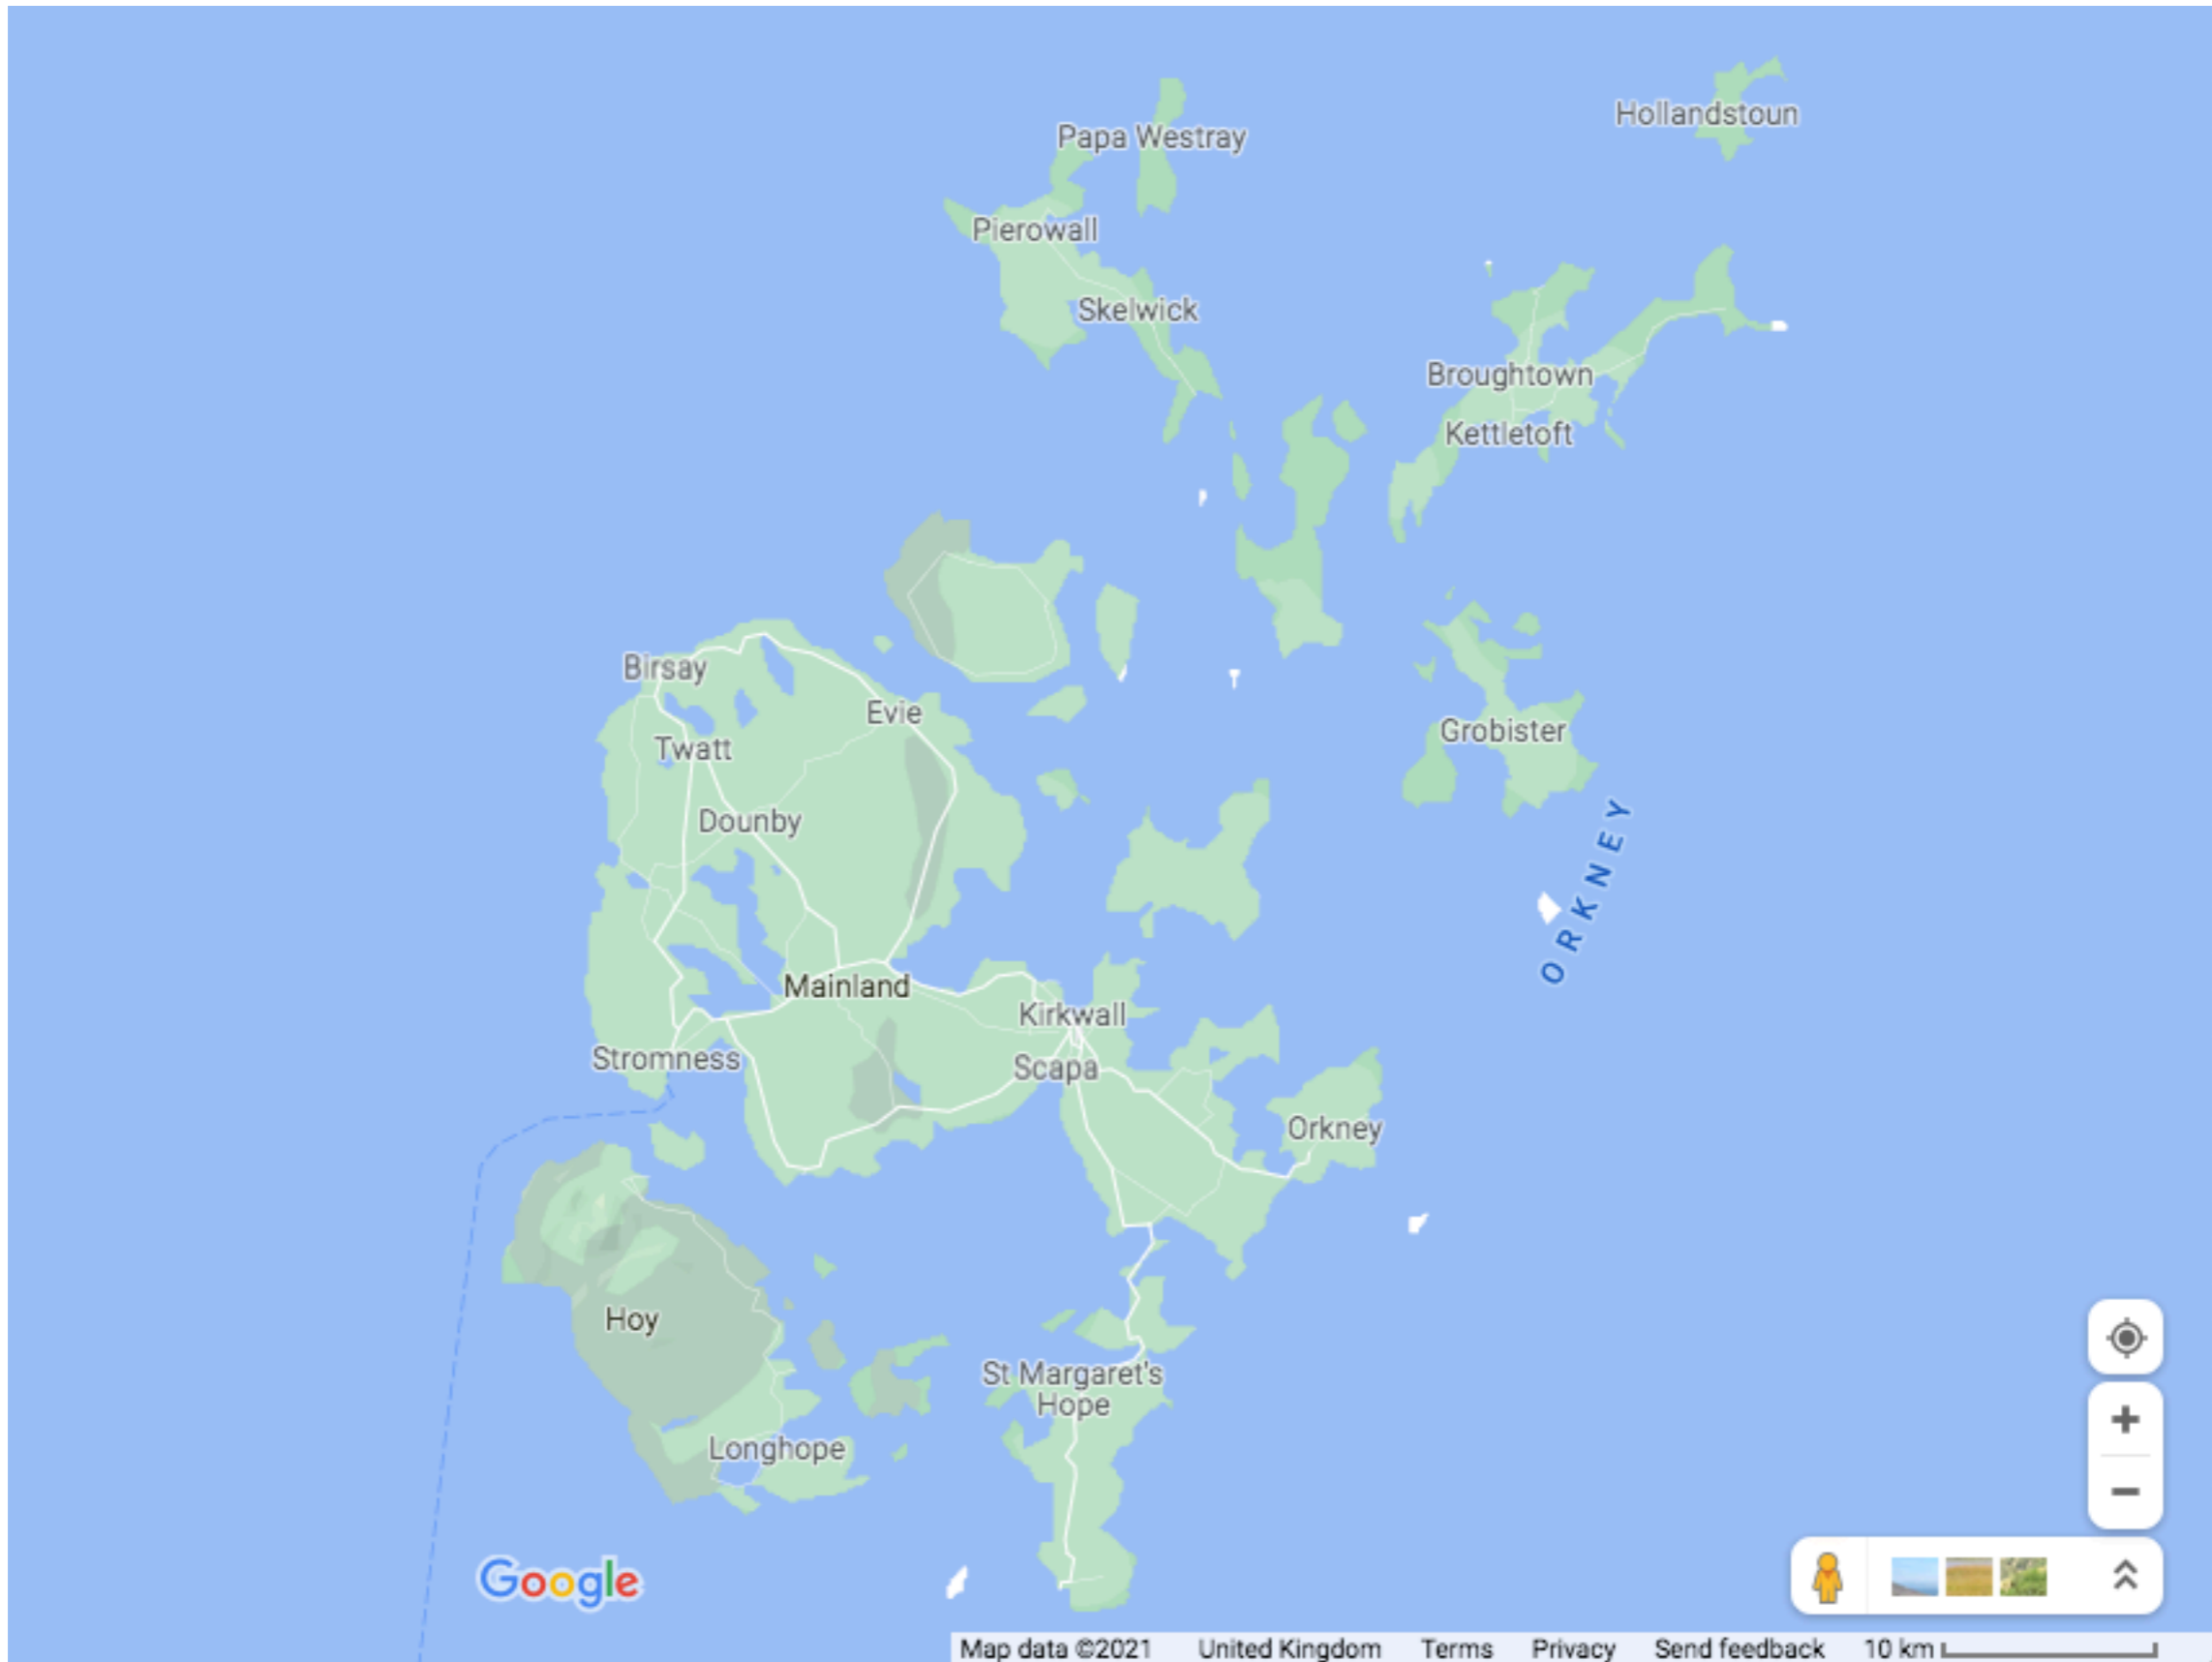 Hollandstoun
Papa Westray
Pierowall
Skelwick
Broughtown
Kettletoft
Birsay
Evie
Grobister
Twatt
Dounby
ORKNEY
Mainland
Kirkwall
Stromness
Scapa
Orkney
Hoy
St Margaret's
Hope
Longhope
Google
Map data ©2021 United Kingdom Terms Privacy Send feedback 10 km